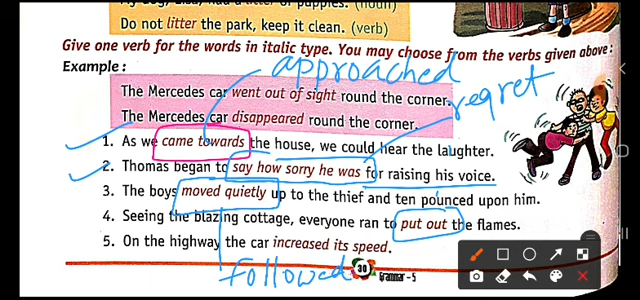 Do not litter the park, keep it clean. (verb)
Give one verb for the words in italic type. You may choose from the verbs given above:
Example:
approached
regret
The Mercedes car went out of sight round the corner.
The Mercedes car disappeared round the corner.
1. As we came towards the house, we could hear the laughter.
2. Thomas began to say how sorry he was for raising his voice.
3. The boys moved quietly up to the thief and ten pounced upon him.
4. Seeing the blazing cottage, everyone ran to put out the flames.
5. On the highway the car increased its speed.
followed
30
Grammar-5